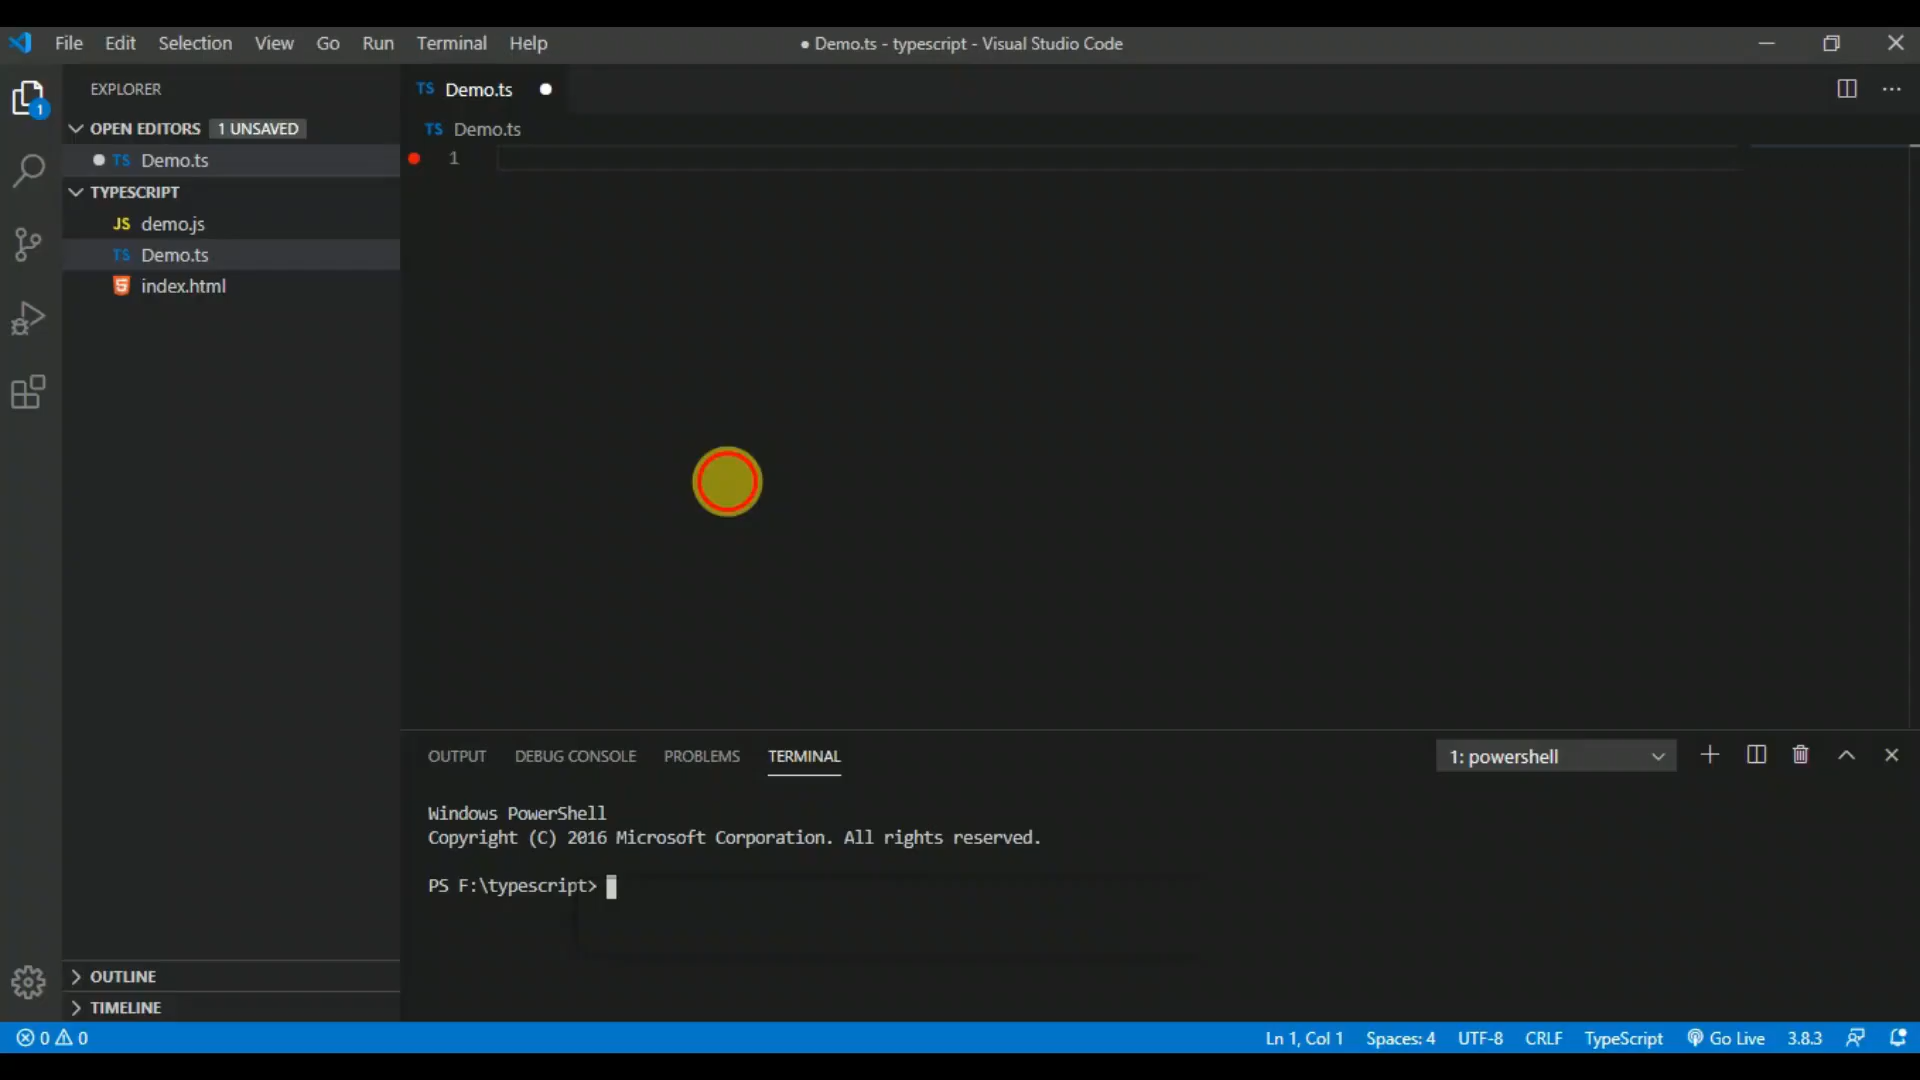 File Edit Selection View Go Run Terminal Help
● Demo.ts - typescript - Visual Studio Code
1
EXPLORER
OPEN EDITORS 1 UNSAVED
TS Demo.ts
TYPESCRIPT
JS demo.js
TS Demo.ts
5 index.html
OUTLINE
TIMELINE
TS Demo.ts
TS Demo.ts
1
OUTPUT DEBUG CONSOLE PROBLEMS TERMINAL
1: powershell
Windows PowerShell
Copyright (C) 2016 Microsoft Corporation. All rights reserved.
PS F:\typescript>
0 0
Ln 1, Col 1 Spaces: 4 UTF-8 CRLF TypeScript Go Live 3.8.3